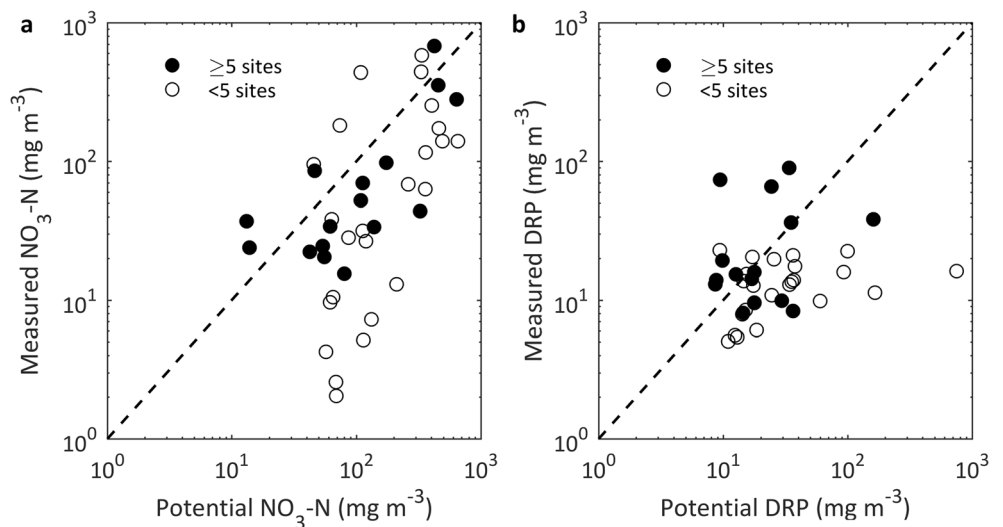 a
Measured NO₃-N (mg m⁻³)
10³
10²
10¹
10⁰
≥5 sites
<5 sites
10⁰ 10¹ 10² 10³
Potential NO₃-N (mg m⁻³)
b
Measured DRP (mg m⁻³)
10³
10²
10¹
10⁰
≥5 sites
<5 sites
10⁰ 10¹ 10² 10³
Potential DRP (mg m⁻³)